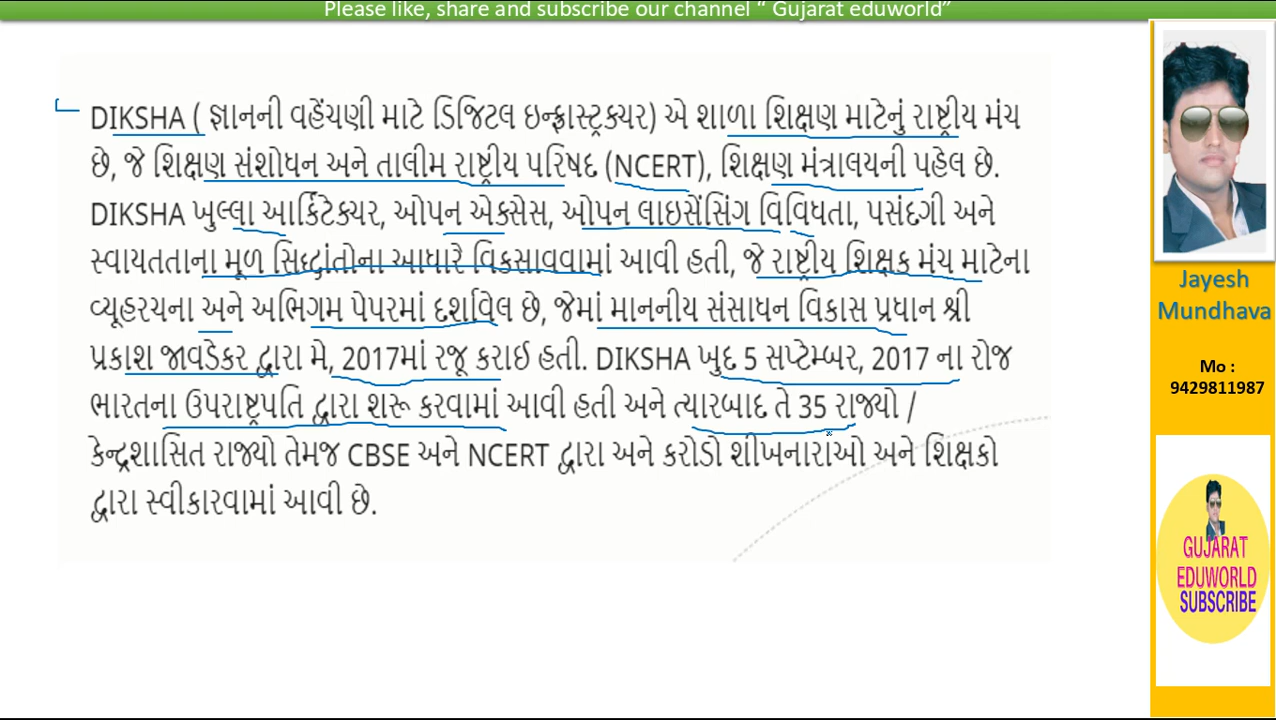 Please like, share and subscribe our channel “ Gujarat eduworld”
DIKSHA ( જ્ઞાનની વહેંચણી માટે ડિજિટલ ઇન્ફ્રાસ્ટ્રક્ચર) એ શાળા શિક્ષણ માટેનું રાષ્ટ્રીય મંચ
છે, જે શિક્ષણ સંશોધન અને તાલીમ રાષ્ટ્રીય પરિષદ (NCERT), શિક્ષણ મંત્રાલયની પહેલ છે.
DIKSHA ખુલ્લા આર્કિટેક્ચર, ઓપન એક્સેસ, ઓપન લાઇસેંસિંગ વિવિધતા, પસંદગી અને
સ્વાયતતાના મૂળ સિદ્ધાંતોના આધારે વિકસાવવામાં આવી હતી, જે રાષ્ટ્રીય શિક્ષક મંચ માટેના
વ્યૂહરચના અને અભિગમ પેપરમાં દર્શાવેલ છે, જેમાં માનનીય સંસાધન વિકાસ પ્રધાન શ્રી
પ્રકાશ જાવડેકર દ્વારા મે, 2017માં રજૂ કરાઈ હતી. DIKSHA ખુદ 5 સપ્ટેમ્બર, 2017 ના રોજ
ભારતના ઉપરાષ્ટ્રપતિ દ્વારા શરૂ કરવામાં આવી હતી અને ત્યારબાદ તે 35 રાજ્યો /
કેન્દ્રશાસિત રાજ્યો તેમજ CBSE અને NCERT દ્વારા અને કરોડો શીખનારાંઓ અને શિક્ષકો
દ્વારા સ્વીકારવામાં આવી છે.
Jayesh
Mundhava
Mo :
9429811987
GUJARAT
EDUWORLD
SUBSCRIBE